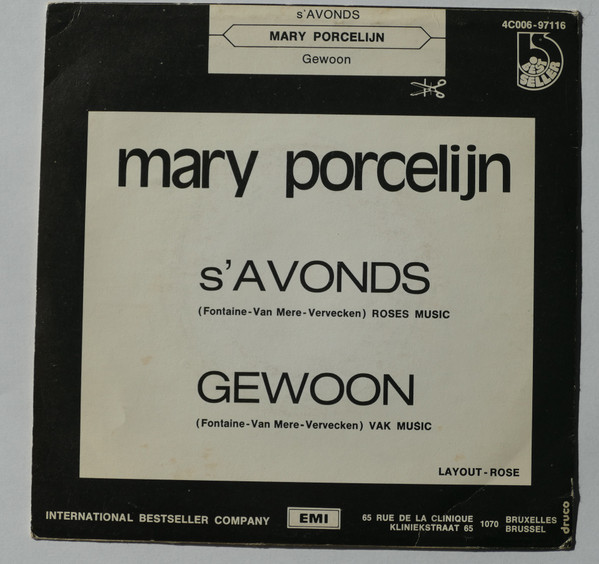 s'AVONDS
MARY PORCELIJN
Gewoon
4C006-97116
BEST
SELLER
mary porcelijn
s'AVONDS
(Fontaine-Van Mere-Vervecken) ROSES MUSIC
GEWOON
(Fontaine-Van Mere-Vervecken) VAK MUSIC
LAYOUT-ROSE
INTERNATIONAL BESTSELLER COMPANY
EMI
65 RUE DE LA CLINIQUE
KLINIEKSTRAAT 65
1070
BRUXELLES
BRUSSEL
druco